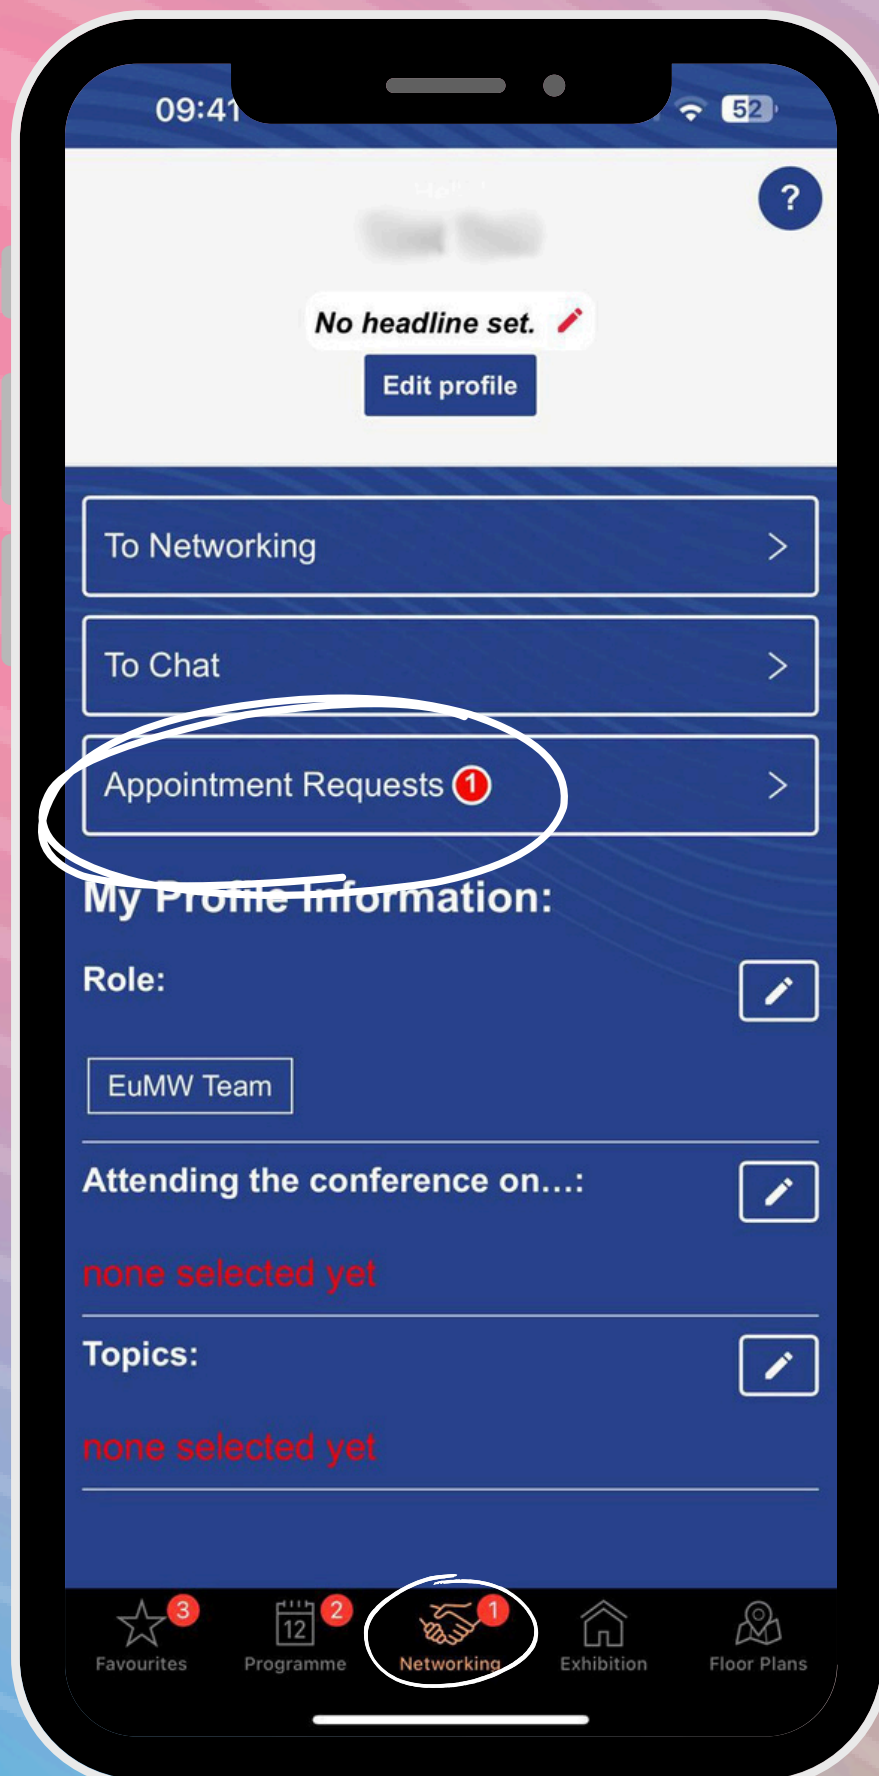 09:41
52
?
No headline set.
Edit profile
To Networking
To Chat
Appointment Requests 1
My Profile Information:
Role:
EuMW Team
Attending the conference on...:
none selected yet
Topics:
none selected yet
3 2 1
12
Favourites Programme Networking Exhibition Floor Plans